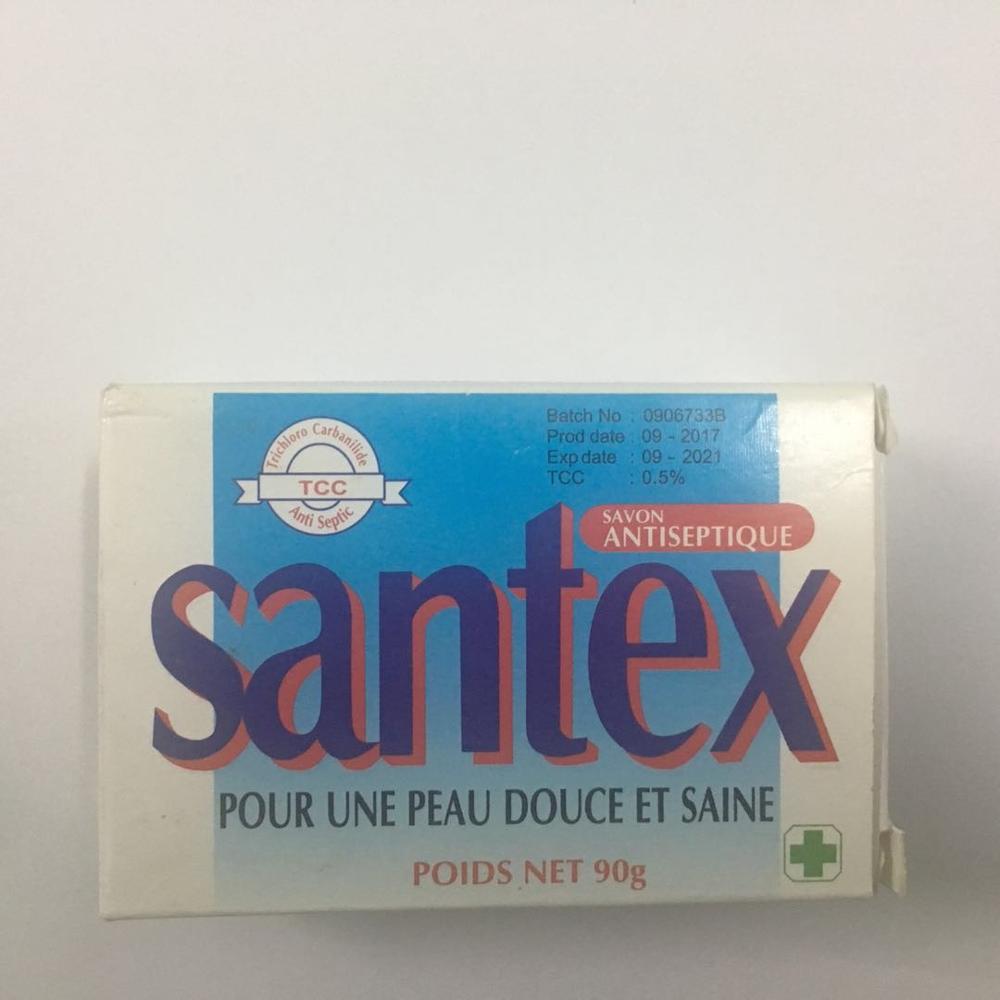 Trichloro Carbanilide
TCC
Anti Septic
Batch No : 0906733B
Prod date : 09 - 2017
Exp date : 09 - 2021
TCC : 0.5%
SAVON
ANTISEPTIQUE
santex
POUR UNE PEAU DOUCE ET SAINE
POIDS NET 90g